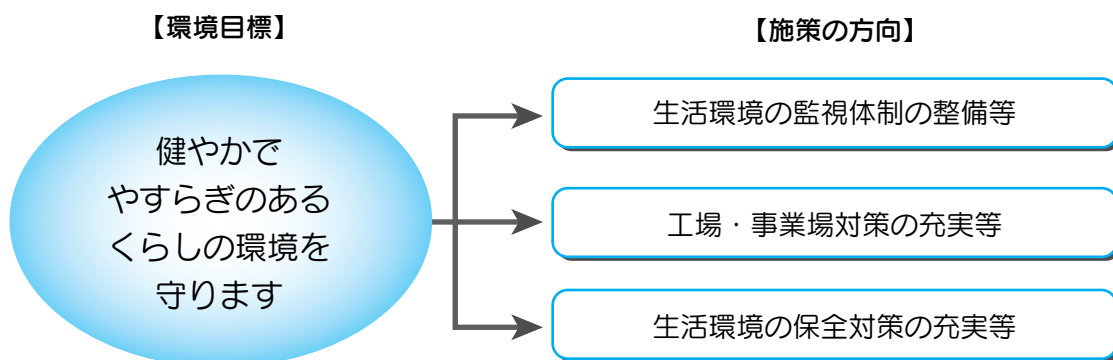 【環境目標】
【施策の方向】
健やかで
やすらぎのある
くらしの環境を
守ります
生活環境の監視体制の整備等
工場・事業場対策の充実等
生活環境の保全対策の充実等